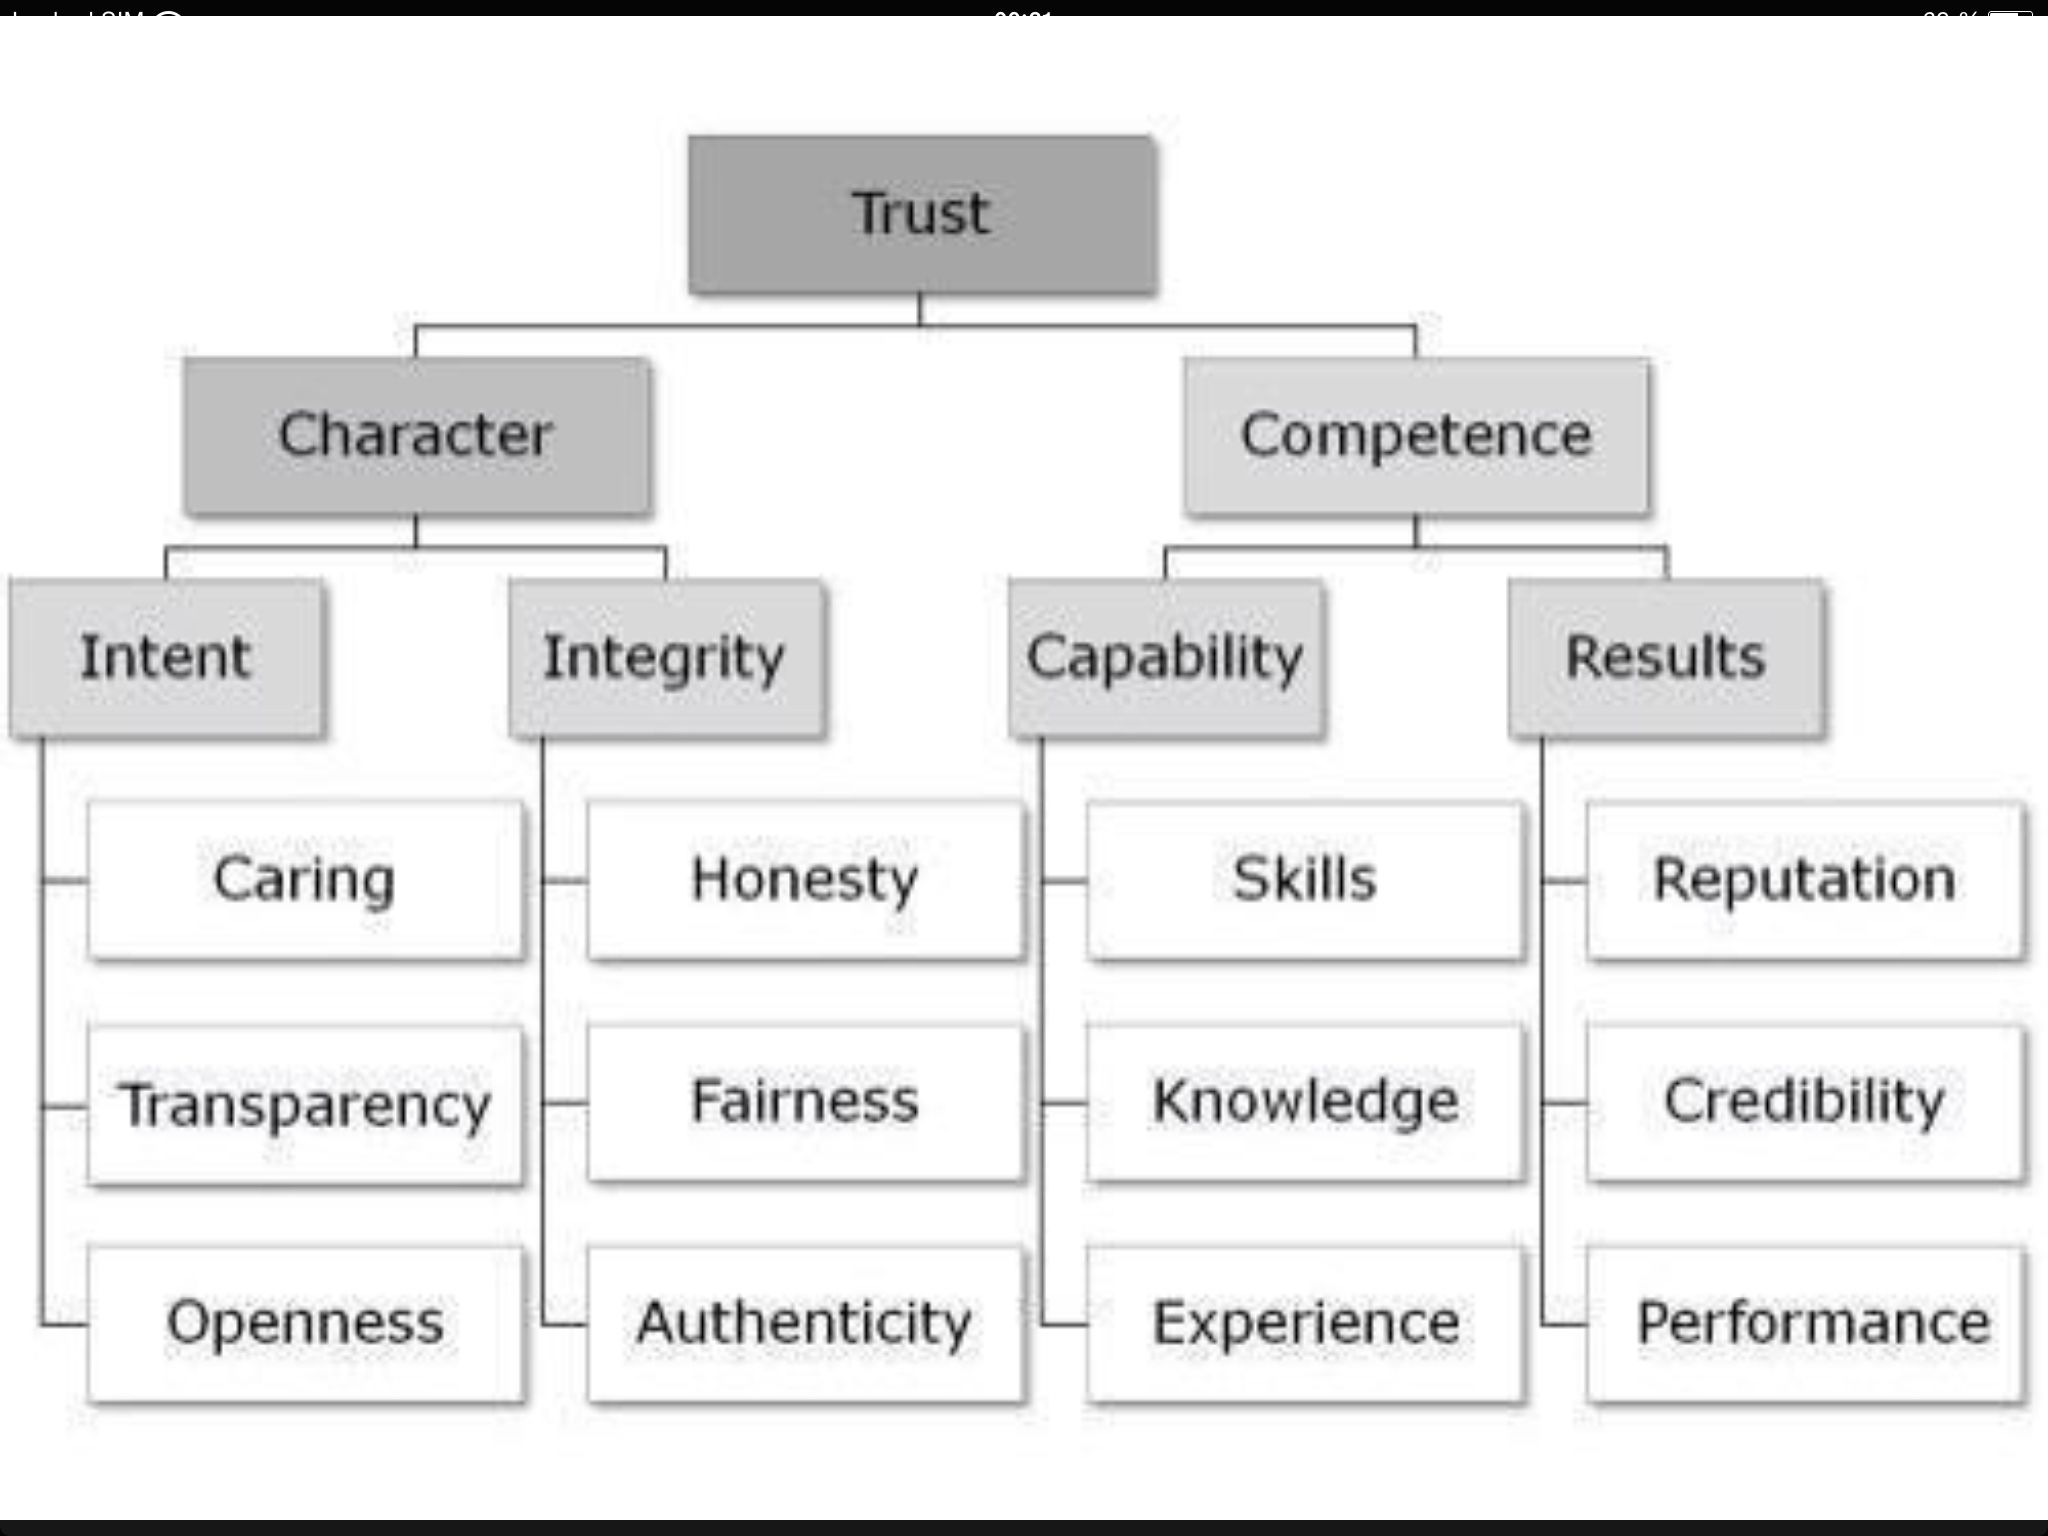 Trust
Character
Competence
Intent
Integrity
Capability
Results
Caring
Honesty
Skills
Reputation
Transparency
Fairness
Knowledge
Credibility
Openness
Authenticity
Experience
Performance